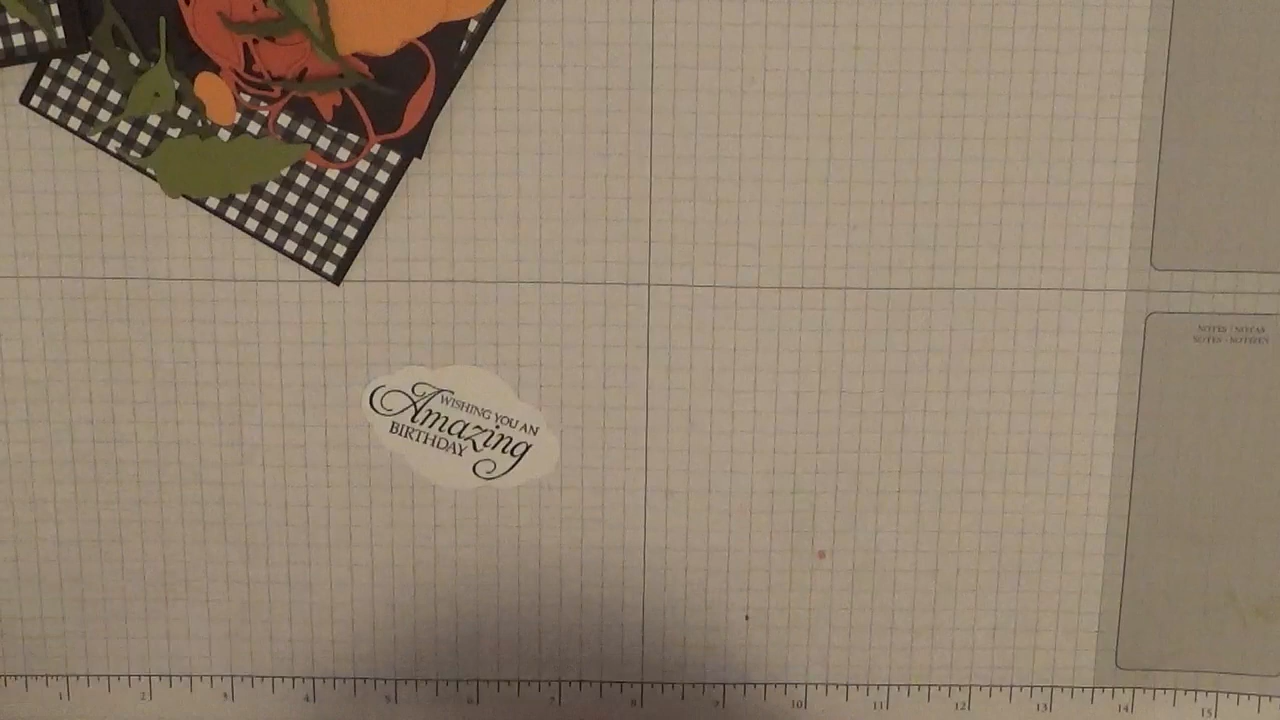 WISHING YOU AN
Amazing
BIRTHDAY
NOTES · NOTAS
NOTES · NOTIZEN
1 2 3 4 5 6 7 8 9 10 11 12 13 14 15